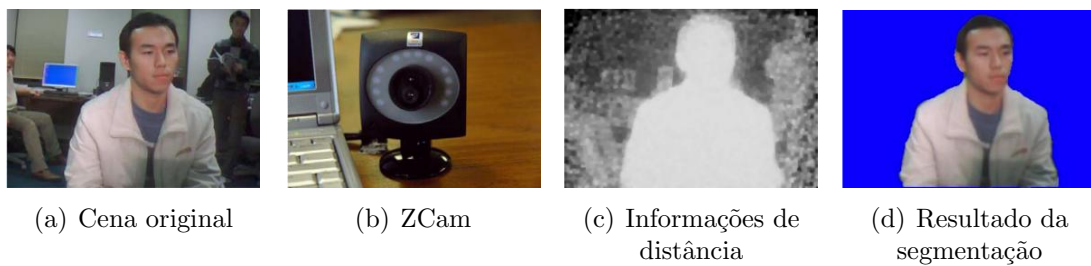 (a) Cena original
(b) ZCam
(c) Informações de
distância
(d) Resultado da
segmentação